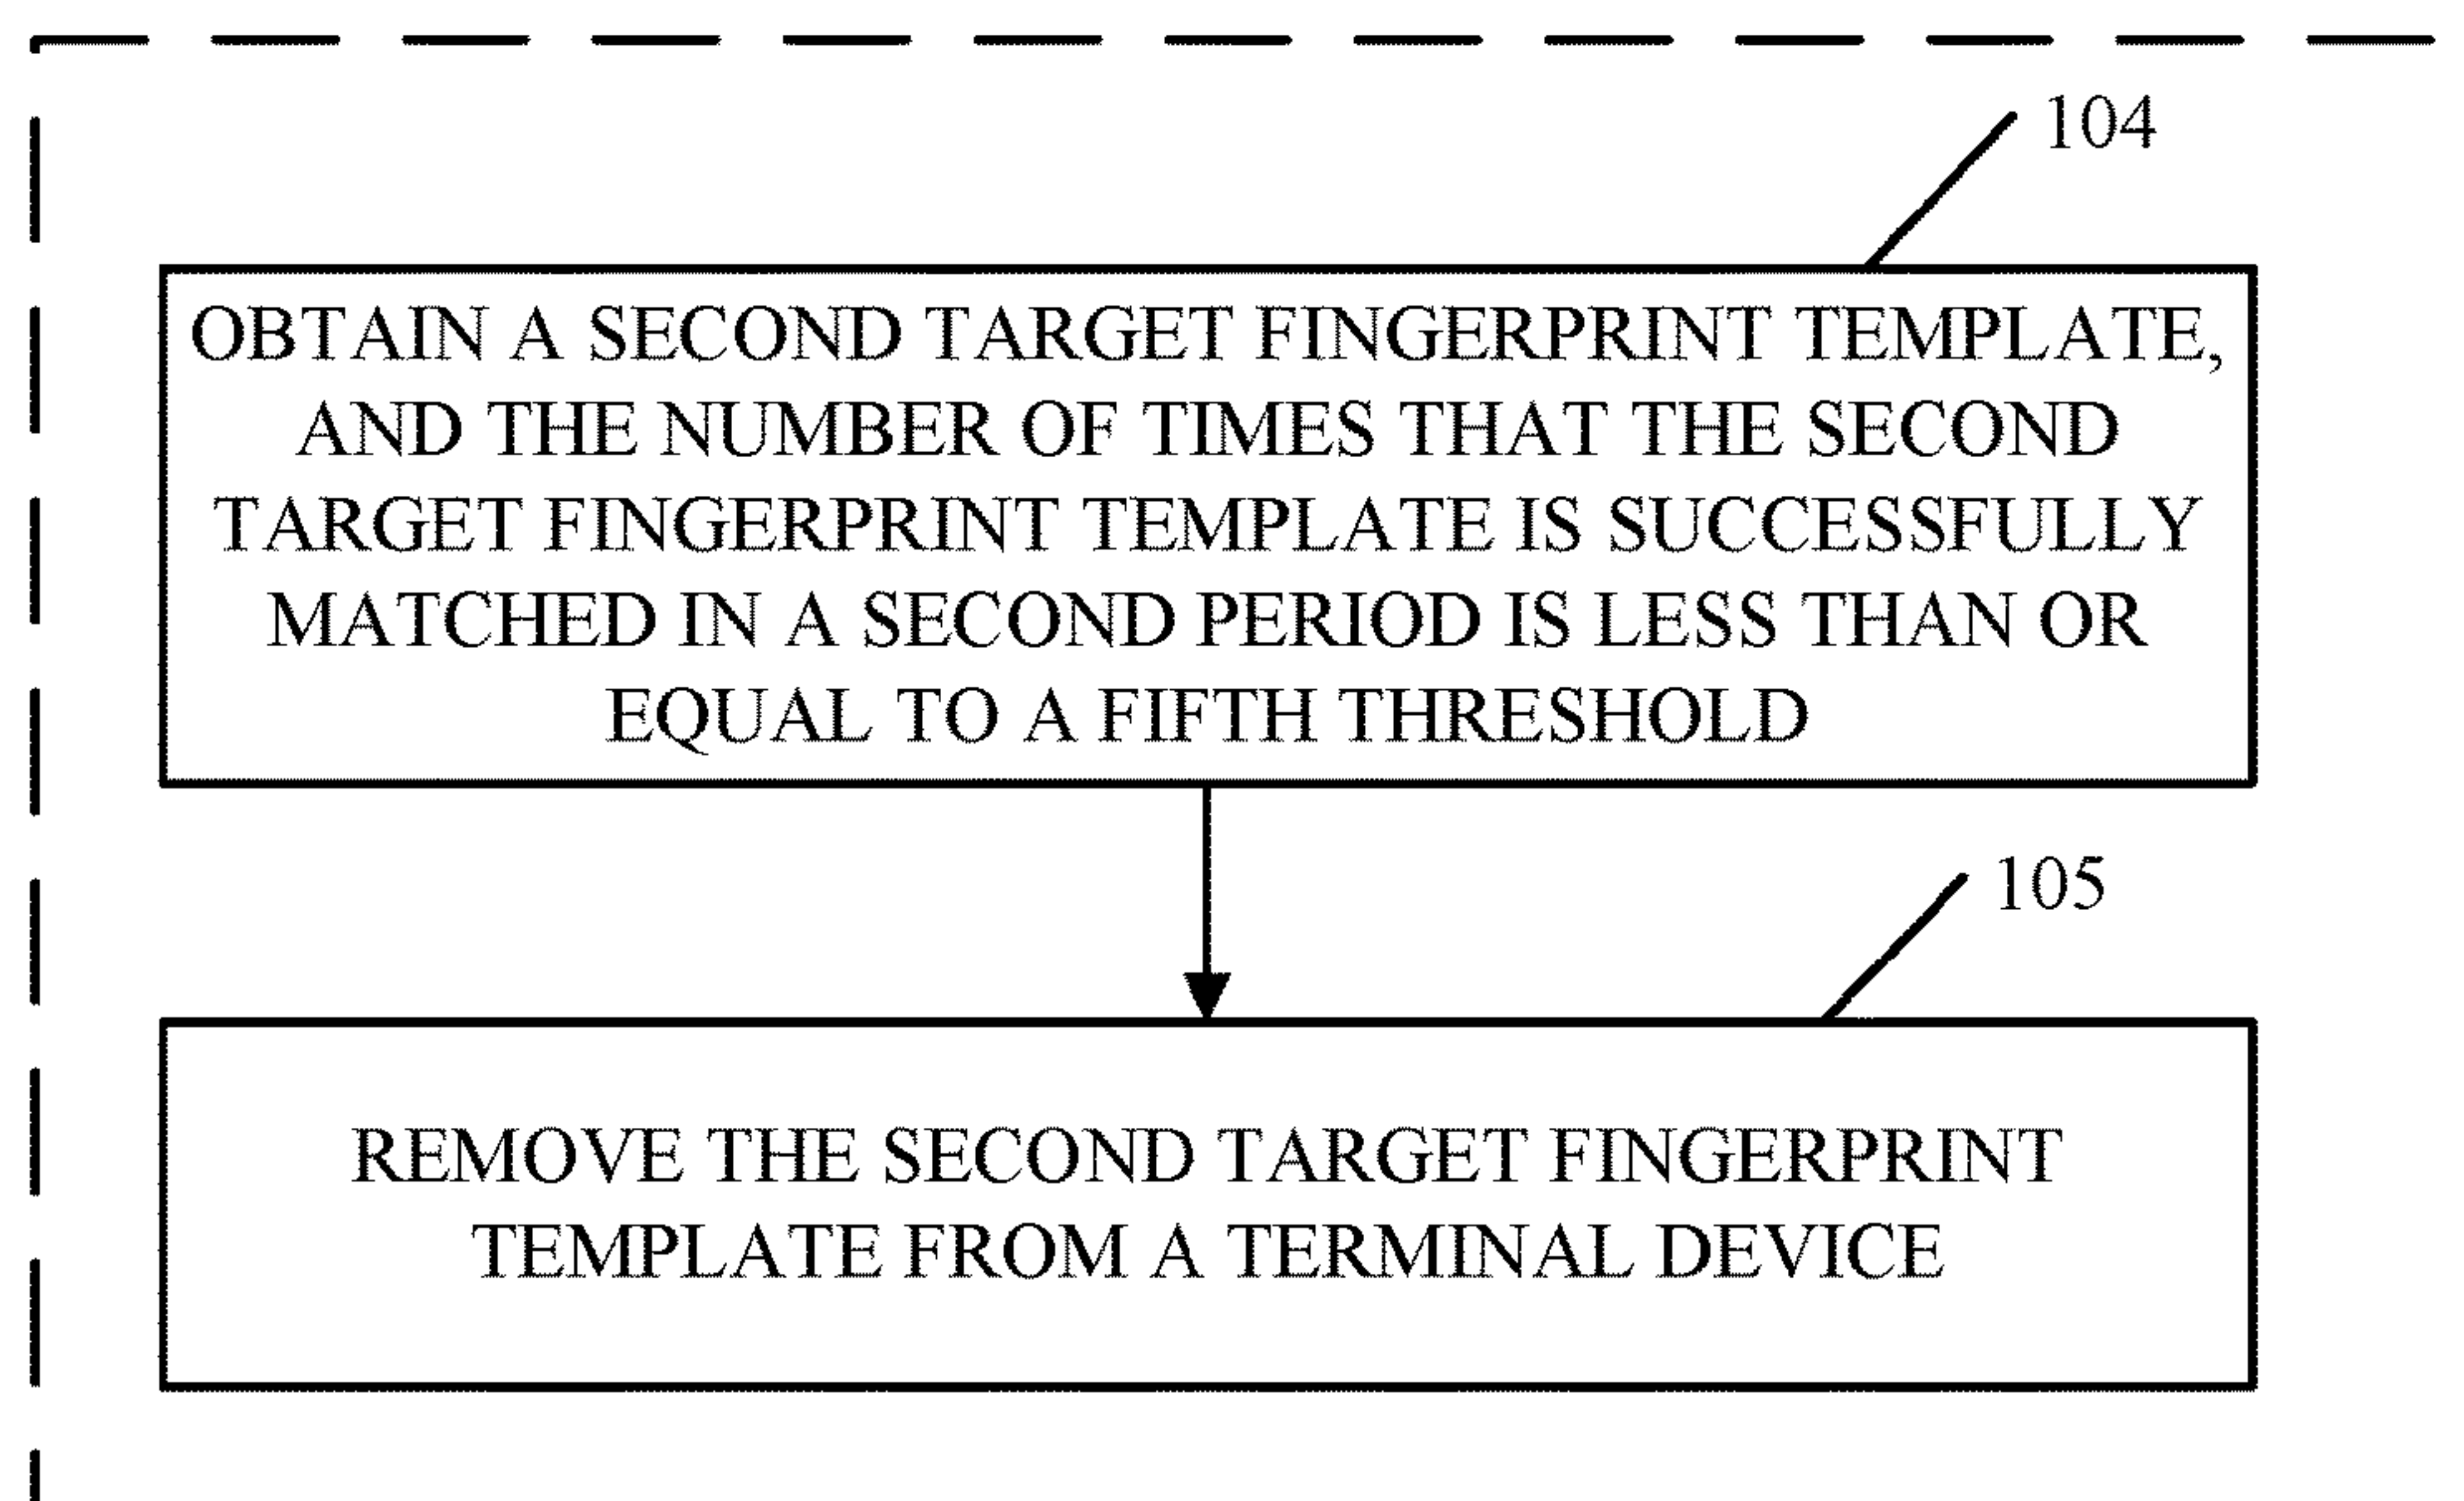 104
OBTAIN A SECOND TARGET FINGERPRINT TEMPLATE,
AND THE NUMBER OF TIMES THAT THE SECOND
TARGET FINGERPRINT TEMPLATE IS SUCCESSFULLY
MATCHED IN A SECOND PERIOD IS LESS THAN OR
EQUAL TO A FIFTH THRESHOLD
105
REMOVE THE SECOND TARGET FINGERPRINT
TEMPLATE FROM A TERMINAL DEVICE